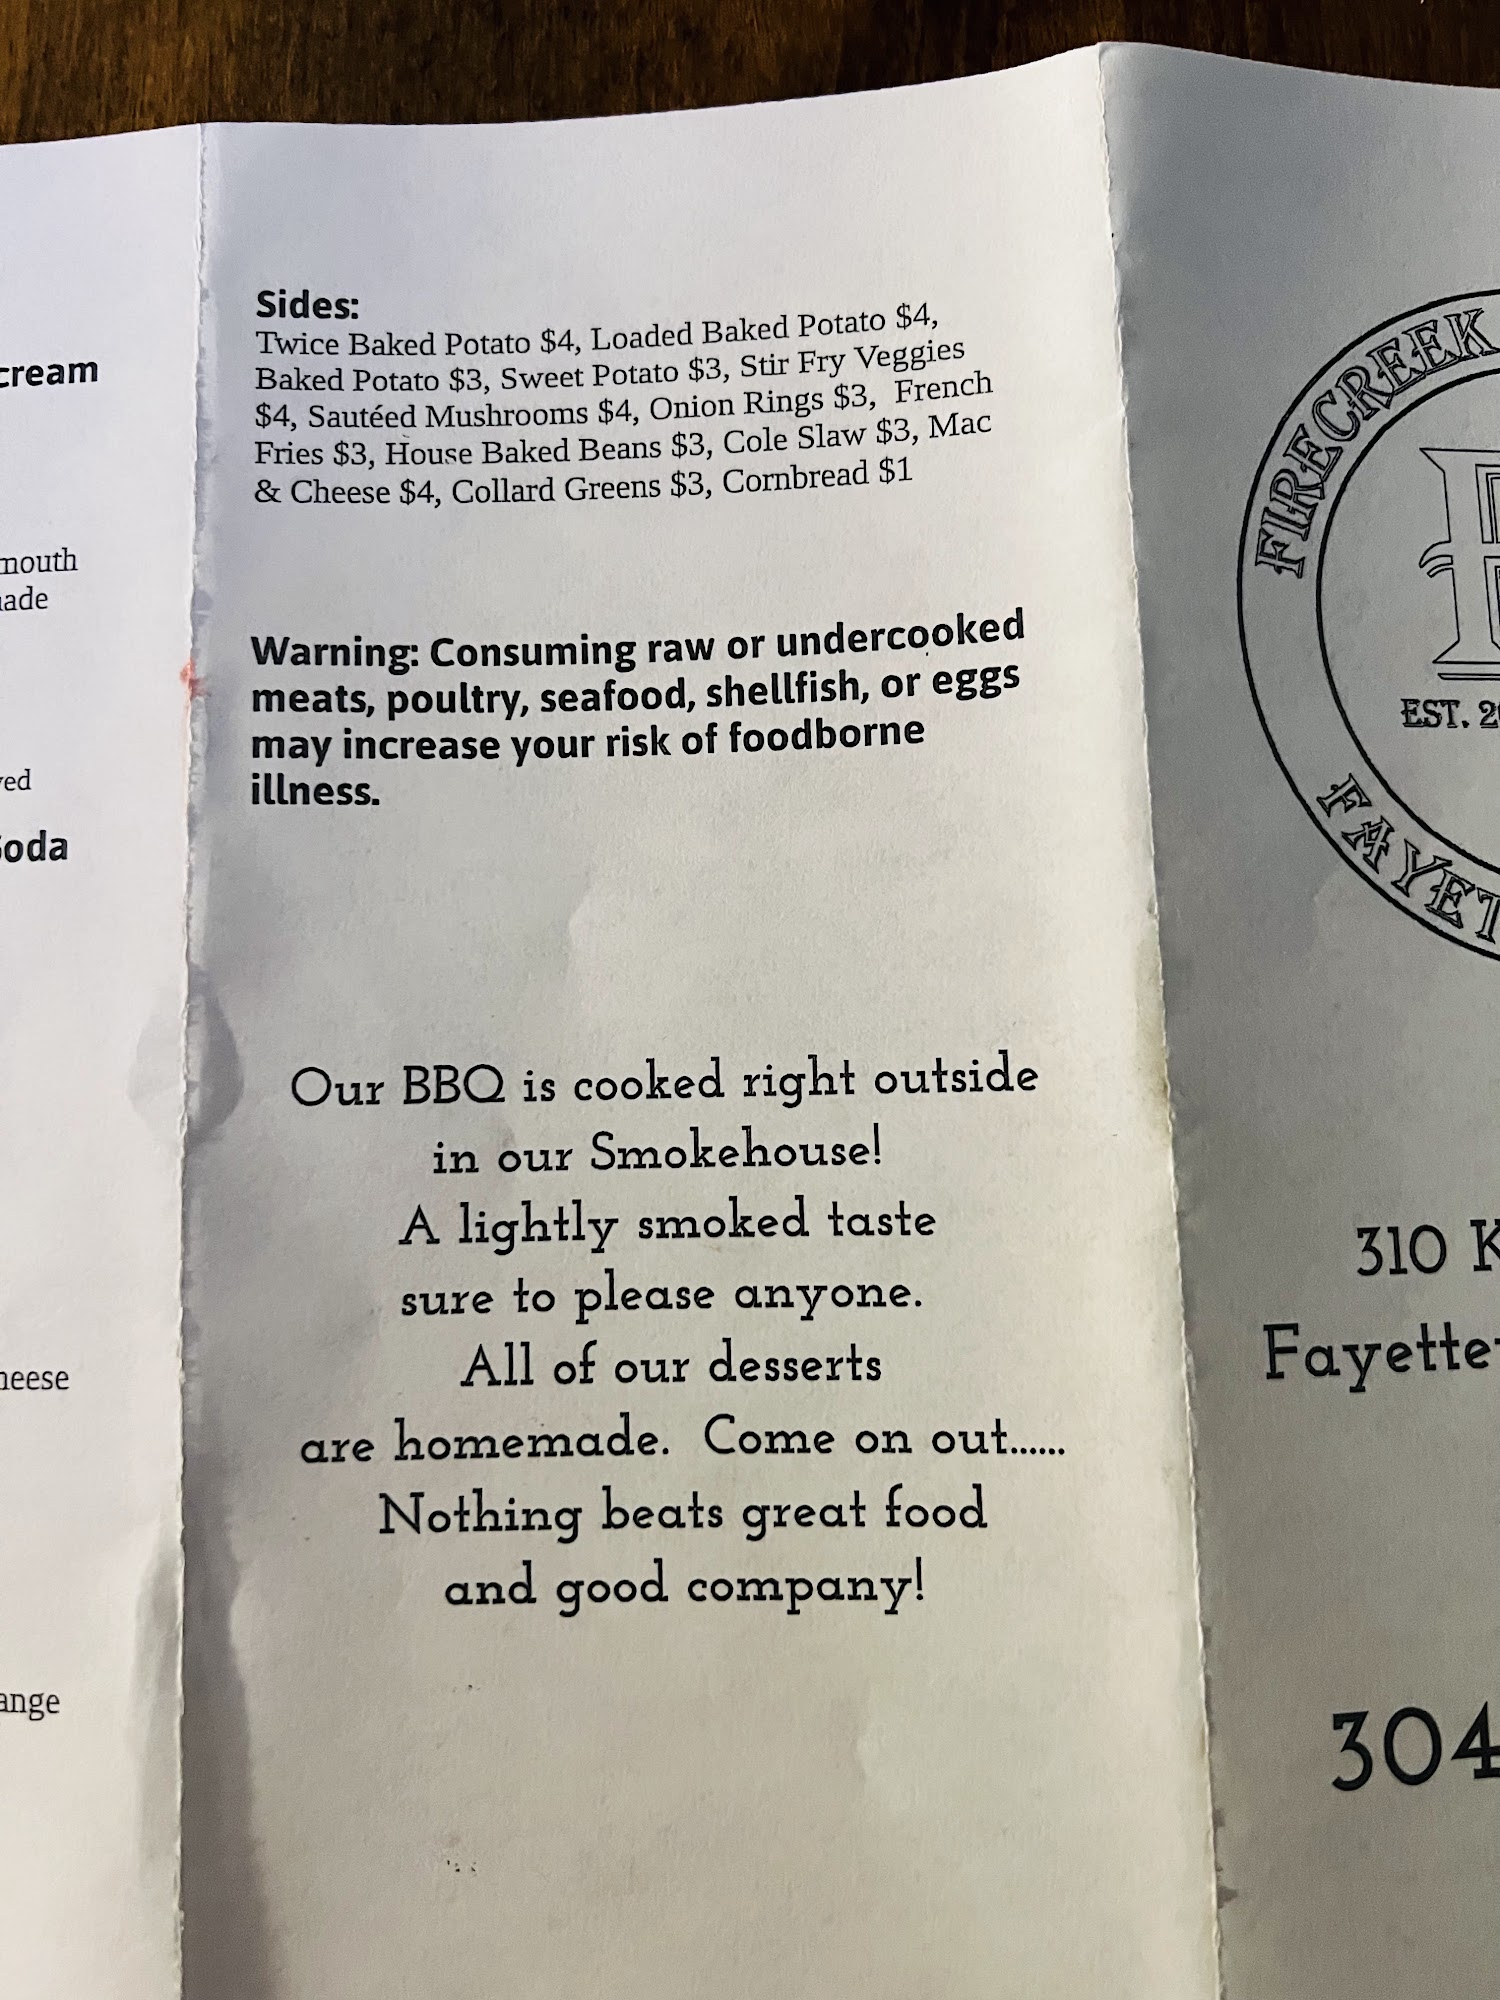 cream
mouth
ade
Soda
heese
ange
Sides:
Twice Baked Potato $4, Loaded Baked Potato $4,
Baked Potato $3, Sweet Potato $3, Stir Fry Veggies
$4, Sautéed Mushrooms $4, Onion Rings $3,  French
Fries $3, House Baked Beans $3, Cole Slaw $3, Mac
& Cheese $4, Collard Greens $3, Cornbread $1
Warning: Consuming raw or undercooked
meats, poultry, seafood, shellfish, or eggs
may increase your risk of foodborne
illness.
Our BBQ is cooked right outside
in our Smokehouse!
A lightly smoked taste
sure to please anyone.
All of our desserts
are homemade.  Come on out......
Nothing beats great food
and good company!
FIRECREEK
EST. 2
FAYET
310 K
Fayette
304